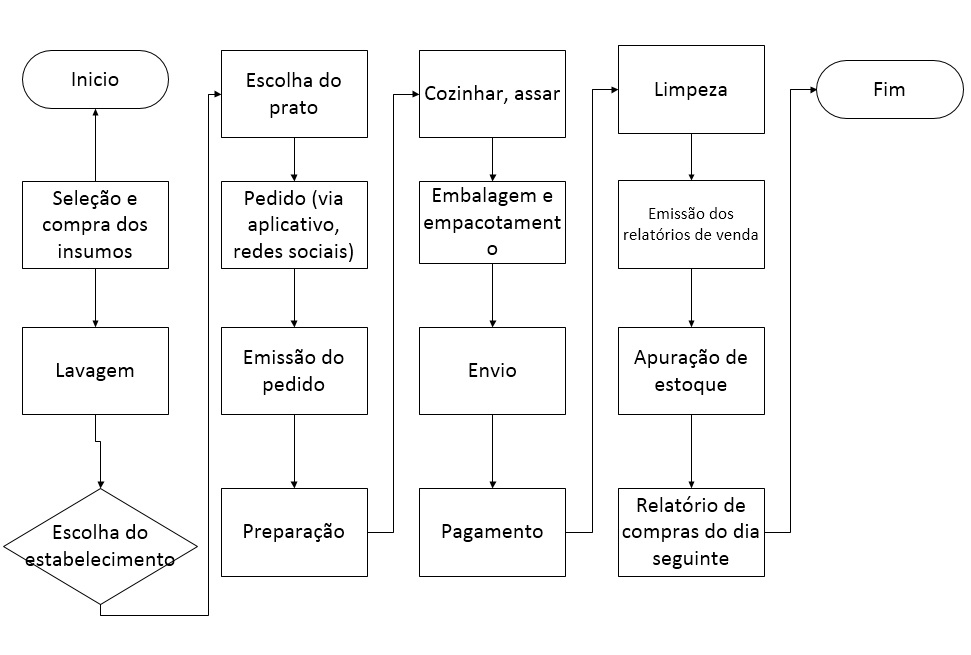 Inicio
Seleção e
compra dos
insumos
Lavagem
Escolha do
estabelecimento
Escolha do
prato
Pedido (via
aplicativo,
redes sociais)
Emissão do
pedido
Preparação
Cozinhar, assar
Embalagem e
empacotament
o
Envio
Pagamento
Limpeza
Emissão dos
relatórios de venda
Apuração de
estoque
Relatório de
compras do dia
seguinte
Fim